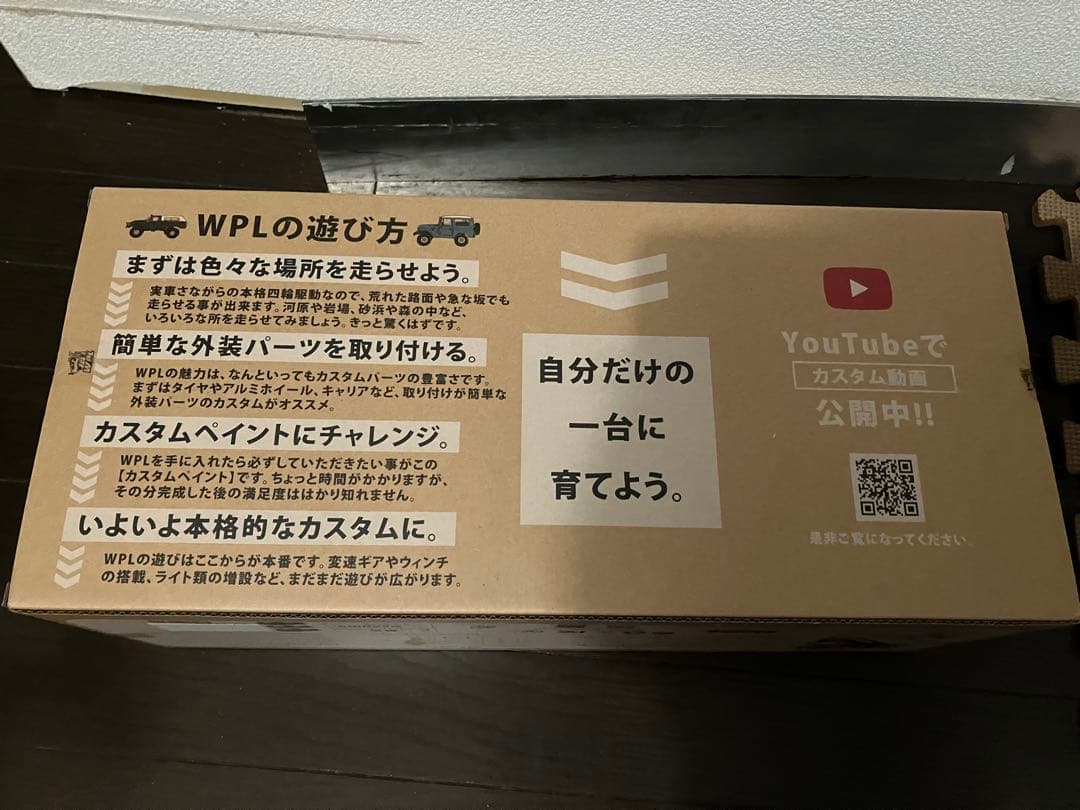 WPLの遊び方
まずは色々な場所を走らせよう。
実車さながらの本格四輪駆動なので、荒れた路面や急な坂でも
走らせる事が出来ます。河原や岩場、砂浜や森の中など、
いろいろな所を走らせてみましょう。きっと驚くはずです。
簡単な外装パーツを取り付ける。
WPLの魅力は、なんといってもカスタムパーツの豊富さです。
まずはタイヤやアルミホイール、キャリアなど、取り付けが簡単な
外装パーツのカスタムがオススメ。
カスタムペイントにチャレンジ。
WPLを手に入れたら必ずしていただきたい事がこの
【カスタムペイント】です。ちょっと時間がかかりますが、
その分完成した後の満足度ははかり知れません。
いよいよ本格的なカスタムに。
WPLの遊びはここからが本番です。変速ギアやウィンチ
の搭載、ライト類の増設など、まだまだ遊びが広がります。
自分だけの
一台に
育てよう。
YouTubeで
カスタム動画
公開中!!
是非ご覧になってください。